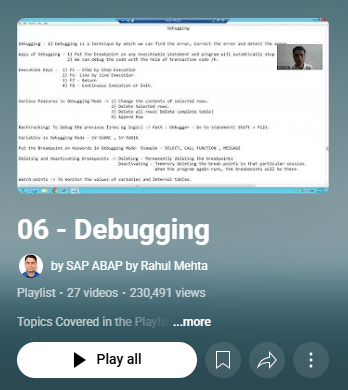 Debugging
Debugging - 1) Debugging is a technique by which we can find the error, Correct the error and detect the
Ways of Debugging - 1) Put the breakpoint on any executable statement and program will automatically stop
2) We can debug the code with the help of transaction code /h.
Execution Keys - 1) F5 - Step by Step Execution
2) F6- Line by line Execution
3) F7 - Return
4) F8 - Continuous Execution or Exit.
Various Features in Debugging Mode -> 1) Change the contents of selected rows.
2) Delete Selected rows.
3) Delete all rows( Delete complete table)
4) Append Row
Backtracking: To debug the previous lines og logic) -> Path : Debugger - Go to statement( Shift + F12).
Variables in Debugging Mode - SY-SUBRC , SY-TABIX
Put the Breakpoint on Keywords in Debugging Mode- Example - SELECT, CALL FUNCTION , MESSAGE
Deleting and deactivating breakpoints -> Deletion - Permanently deleting the breakpoints
Deactivating - Temorary deleting the break points in that particular session.
When the program again runs, the breakpoints will be there.
Watch-points -> To monitor the values of variables and Internal tables.
06 - Debugging
by SAP ABAP by Rahul Mehta
Playlist • 27 videos • 230,491 views
Topics Covered in the Playlis ...more
Play all